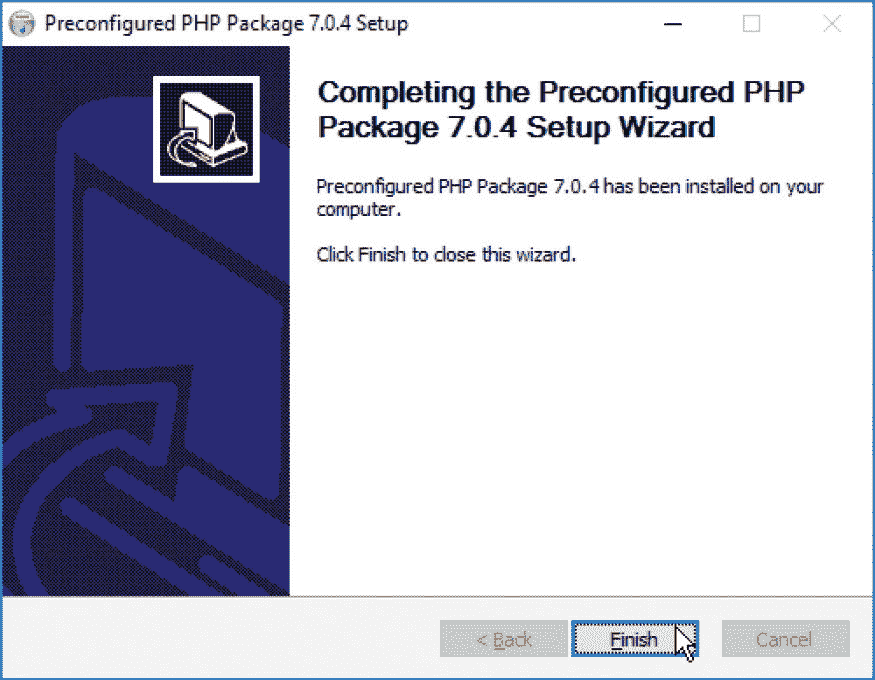 Preconfigured PHP Package 7.0.4 Setup
Completing the Preconfigured PHP
Package 7.0.4 Setup Wizard
Preconfigured PHP Package 7.0.4 has been installed on your
computer.
Click Finish to close this wizard.
< Back
Finish
Cancel